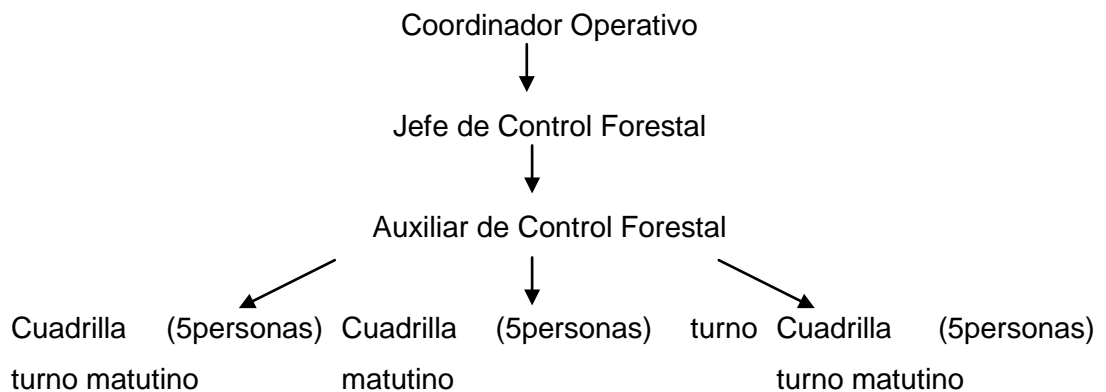 Coordinador Operativo
Jefe de Control Forestal
Auxiliar de Control Forestal
Cuadrilla (5personas)
turno matutino
Cuadrilla (5personas) turno
matutino
Cuadrilla (5personas)
turno matutino